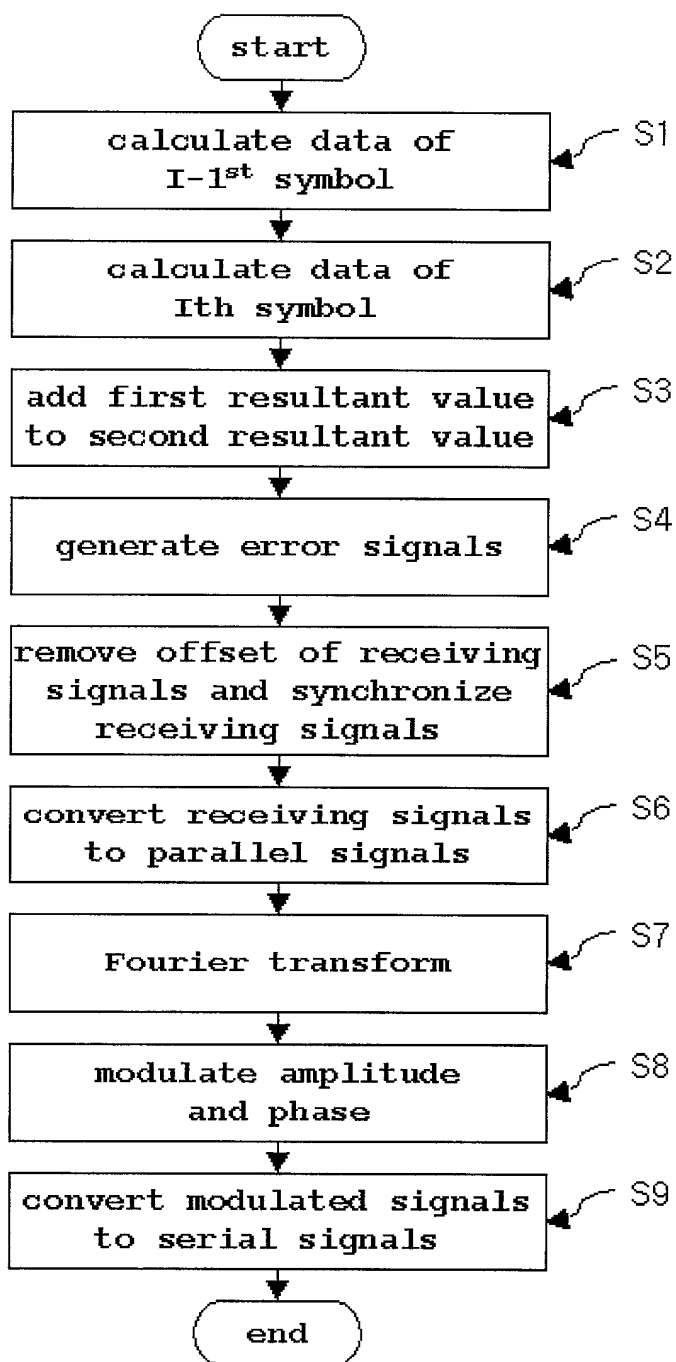 start
calculate data of
I-1st symbol
S1
calculate data of
Ith symbol
S2
add first resultant value
to second resultant value
S3
generate error signals
S4
remove offset of receiving
signals and synchronize
receiving signals
S5
convert receiving signals
to parallel signals
S6
Fourier transform
S7
modulate amplitude
and phase
S8
convert modulated signals
to serial signals
S9
end